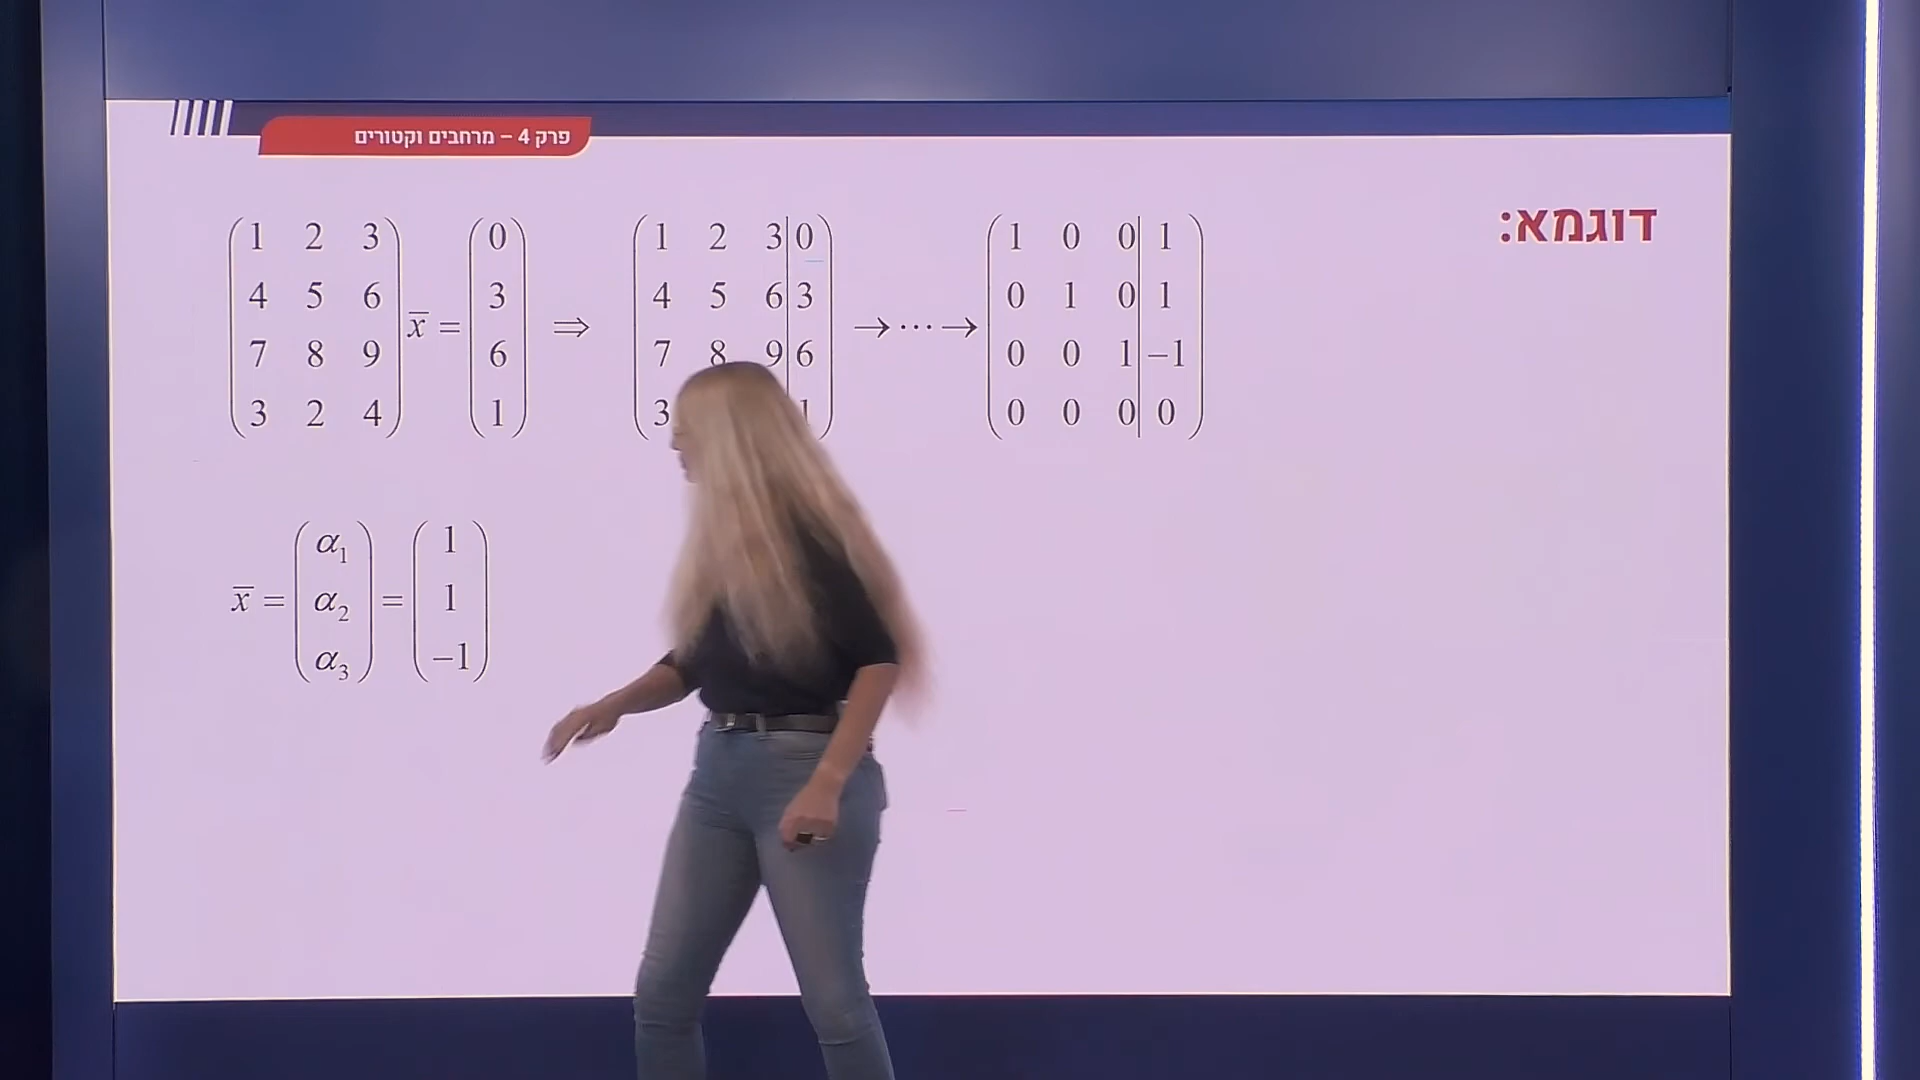 פרק 4 – מרחבים וקטורים
דוגמא:
1 2 3 0 1 2 3 0 1 0 0 1
4 5 6 3 4 5 6 3 0 1 0 1
x̅ = ⇒ →⋯→
7 8 9 6 7 8 9 6 0 0 1 −1
3 2 4 1 3 1 0 0 0 0
α₁ 1
x̅ = α₂ = 1
α₃ −1